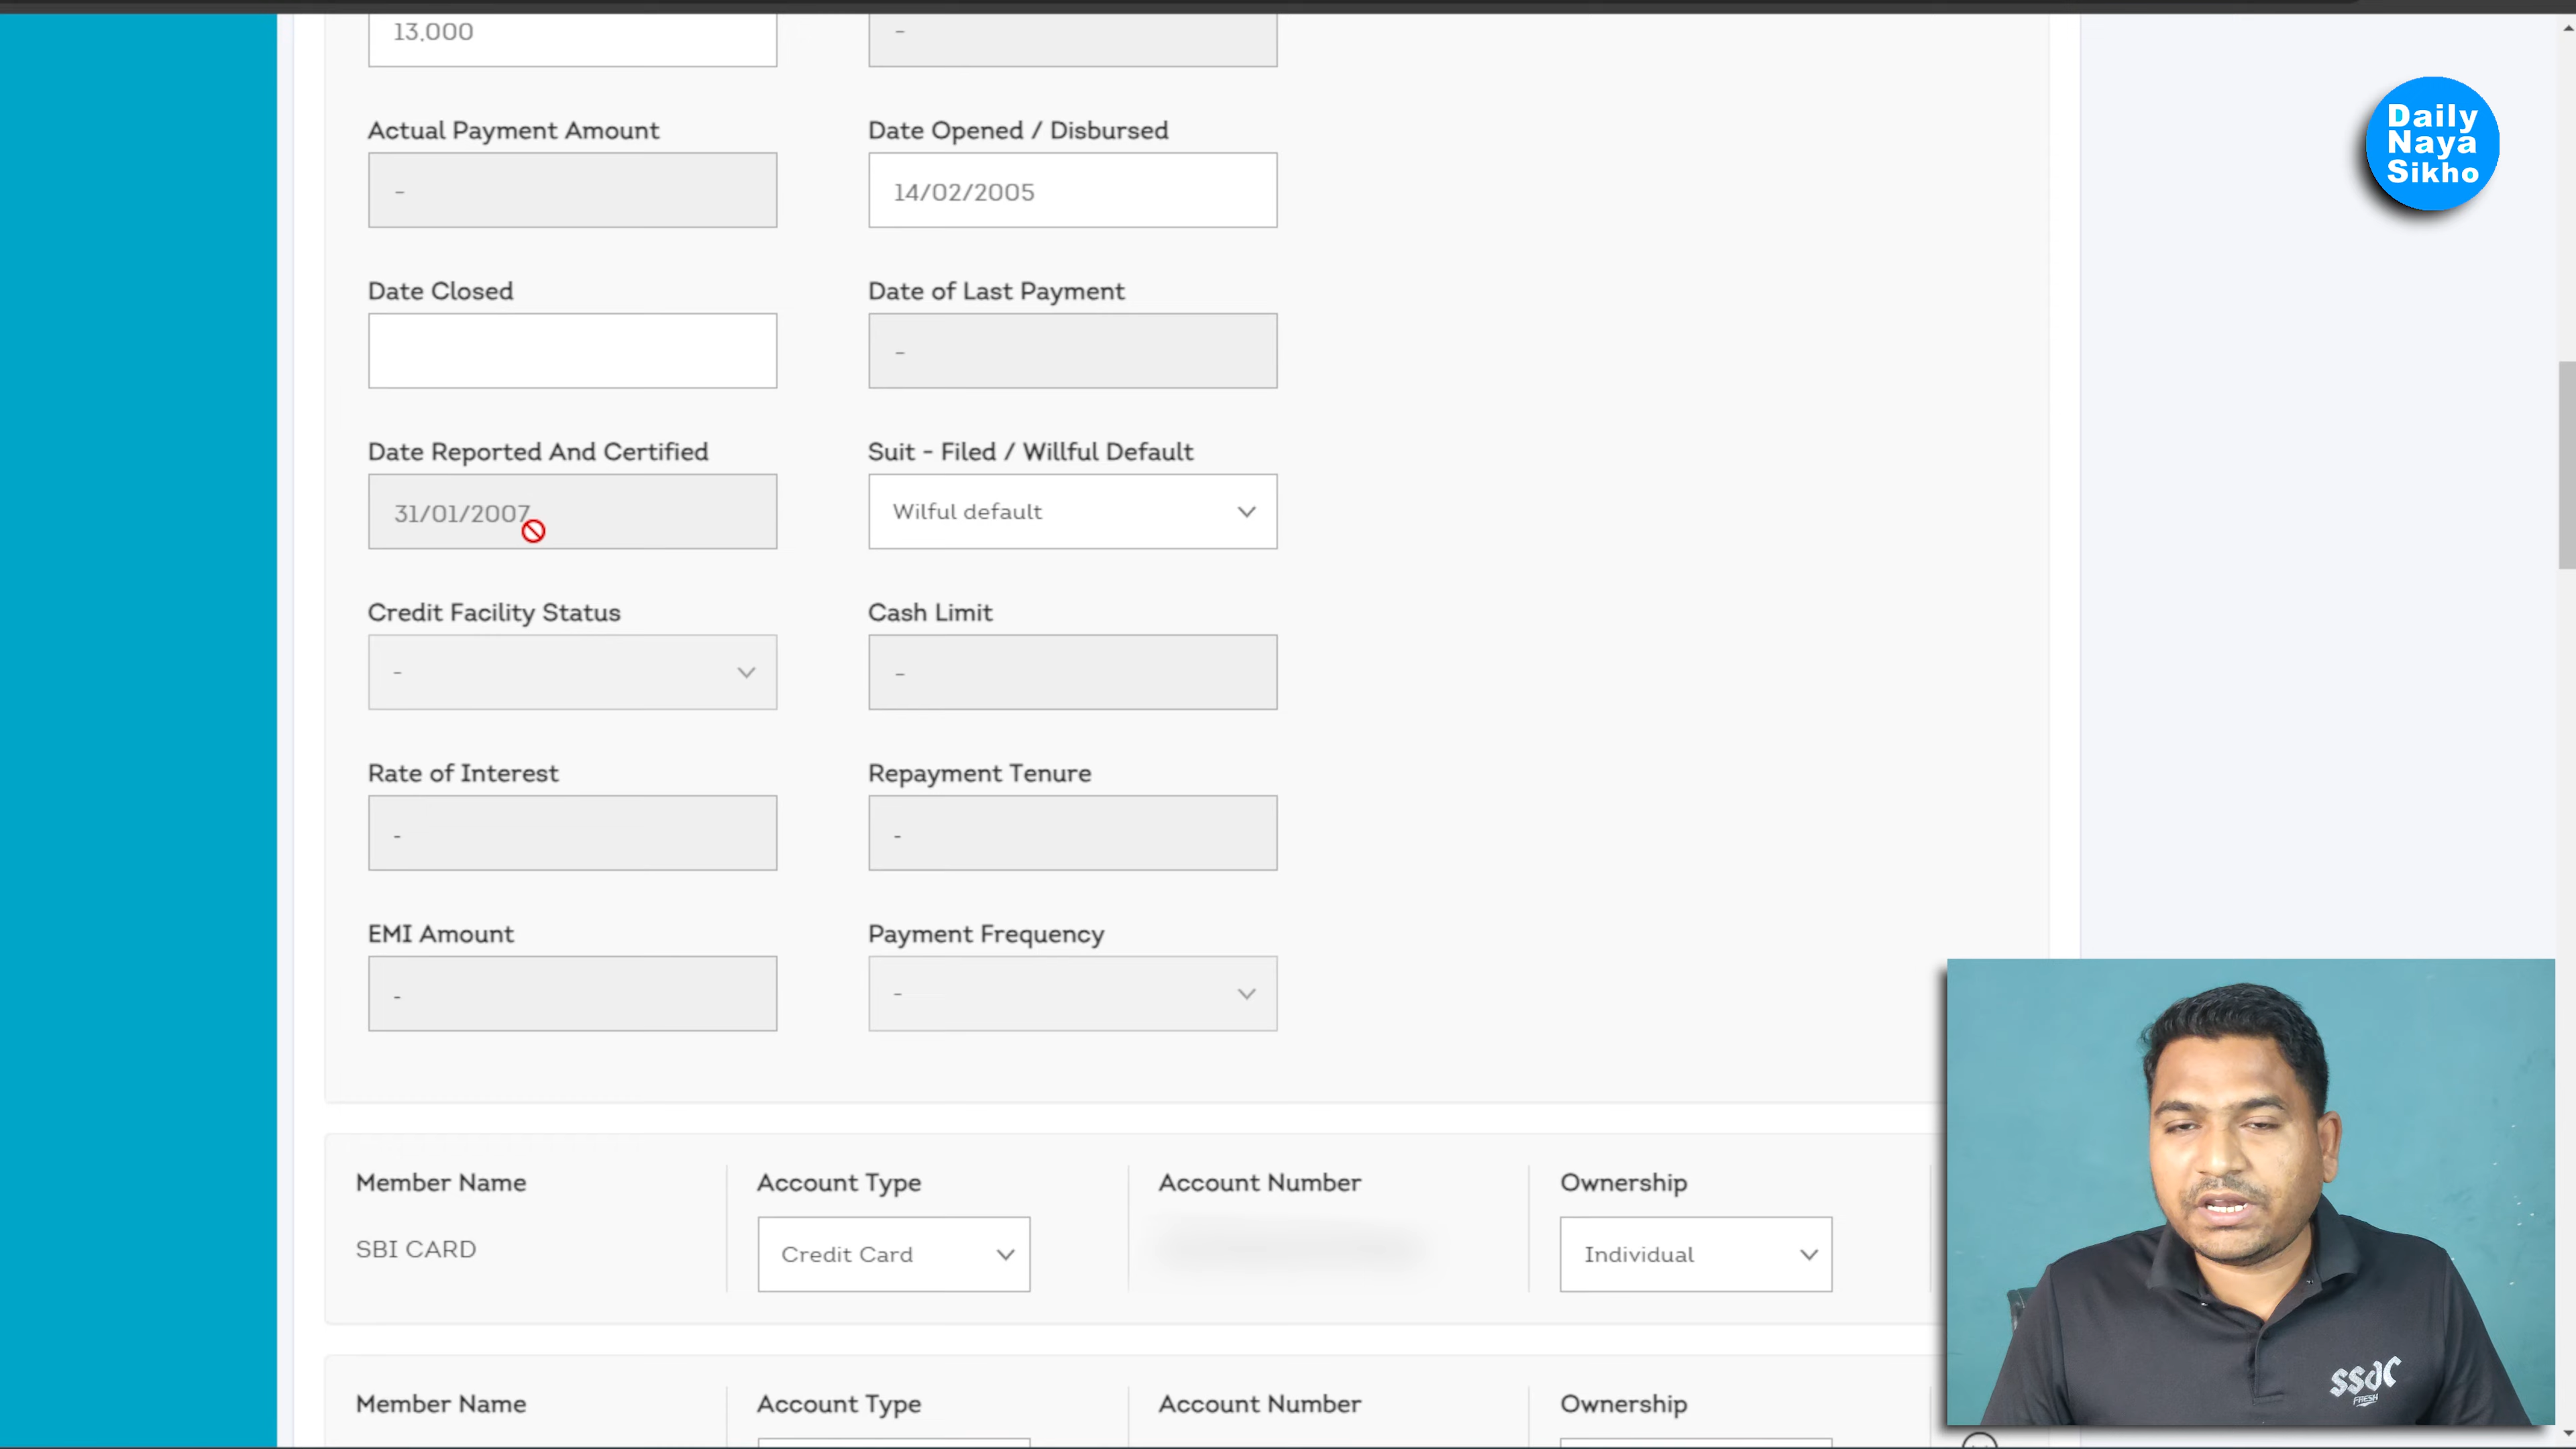 13,000
-
Daily
Naya
Sikho
Actual Payment Amount
Date Opened / Disbursed
-
14/02/2005
Date Closed
Date of Last Payment
-
Date Reported And Certified
Suit - Filed / Willful Default
31/01/2007
Wilful default
Credit Facility Status
Cash Limit
-
-
Rate of Interest
Repayment Tenure
-
-
EMI Amount
Payment Frequency
-
-
Member Name
Account Type
Account Number
Ownership
SBI CARD
Credit Card
Individual
Member Name
Account Type
Account Number
Ownership
FRESH